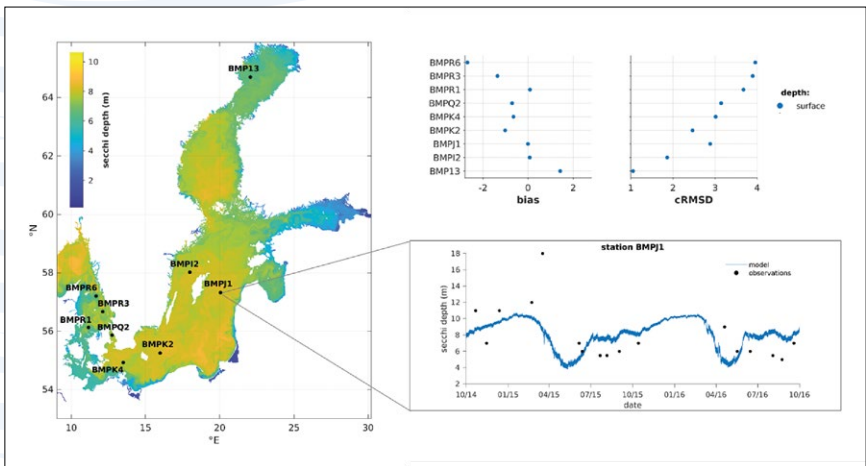 secchi depth (m)
10
8
6
4
2
64
62
60
58
56
54
°N
10
15
20
25
30
°E
BMP13
BMPI2
BMPJ1
BMPR6
BMPR3
BMPR1
BMPQ2
BMPK2
BMPK4
BMPR6
BMPR3
BMPR1
BMPQ2
BMPK4
BMPK2
BMPJ1
BMPI2
BMP13
-2 0 2
bias
1 2 3 4
cRMSD
depth:
surface
station BMPJ1
model
observations
secchi depth (m)
18
16
14
12
10
8
6
4
2
10/14 01/15 04/15 07/15 10/15 01/16 04/16 07/16 10/16
date